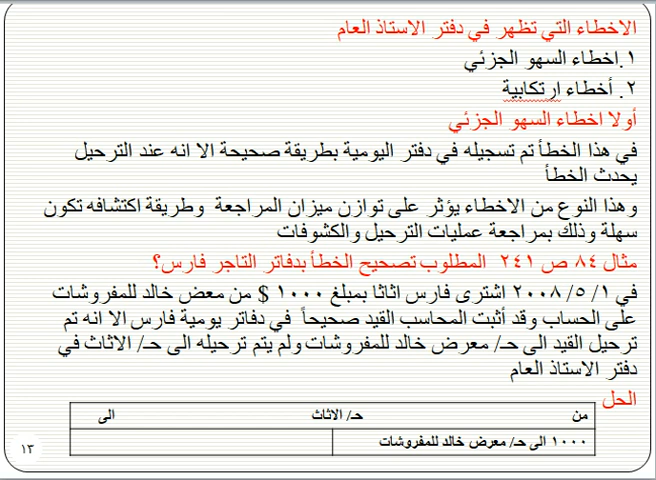 الاخطاء التي تظهر في دفتر الاستاذ العام
١.اخطاء السهو الجزئي
٢. أخطاء ارتكابية
أولا اخطاء السهو الجزئي
في هذا الخطأ تم تسجيله في دفتر اليومية بطريقة صحيحة الا انه عند الترحيل
يحدث الخطأ
وهذا النوع من الاخطاء يؤثر على توازن ميزان المراجعة وطريقة اكتشافه تكون
سهلة وذلك بمراجعة عمليات الترحيل والكشوفات
مثال ٨٤ ص ٢٤١ المطلوب تصحيح الخطأ بدفاتر التاجر فارس؟
في ١/ ٥/ ٢٠٠٨ اشترى فارس اثاثا بمبلغ ١٠٠٠ $ من معض خالد للمفروشات
على الحساب وقد أثبت المحاسب القيد صحيحاً في دفاتر يومية فارس الا انه تم
ترحيل القيد الى حـ/ معرض خالد للمفروشات ولم يتم ترحيله الى حـ/ الاثاث في
دفتر الاستاذ العام
الحل
من حـ/ الاثاث الى
١٠٠٠ الى حـ/ معرض خالد للمفروشات
١٣